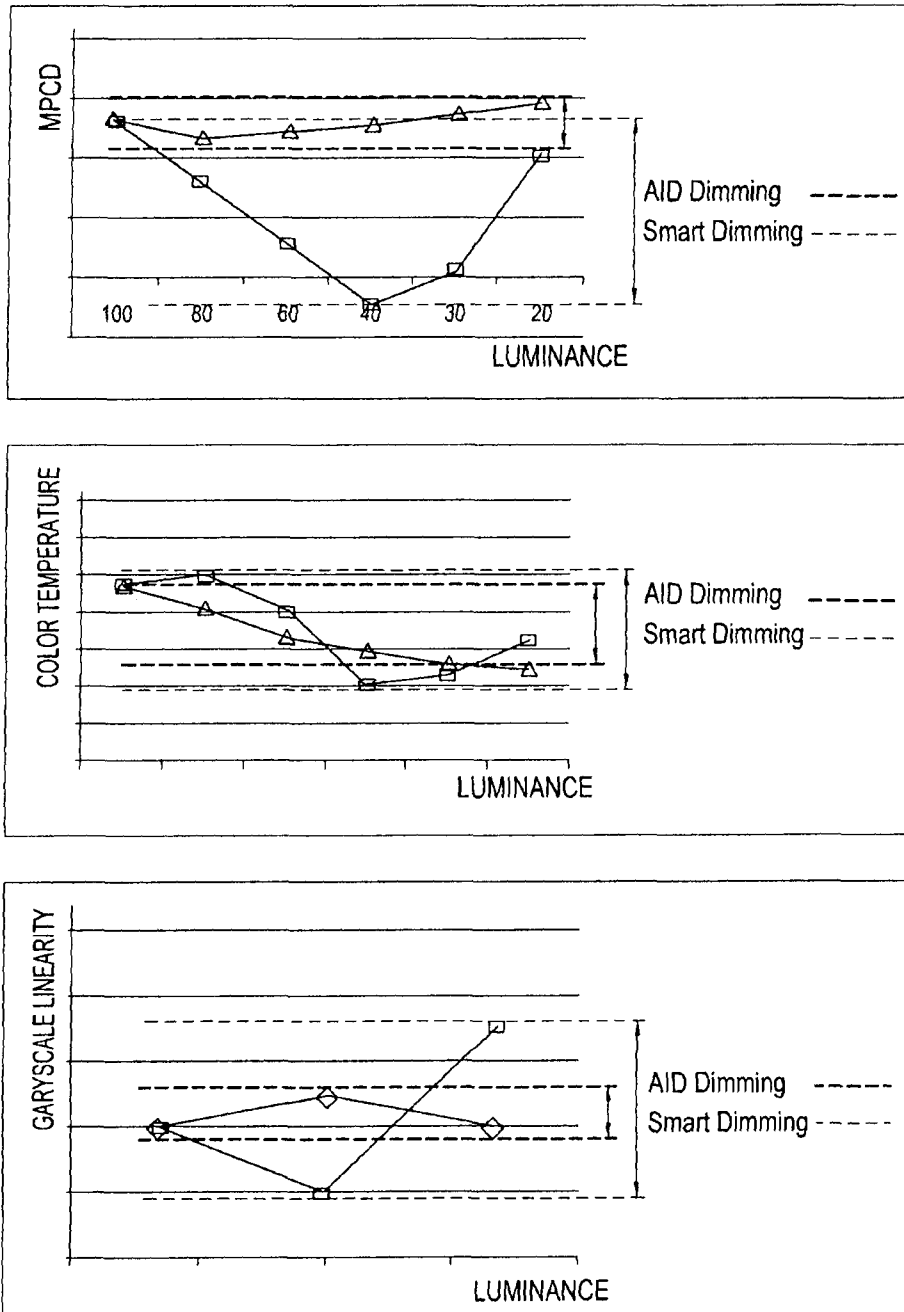 MPCD
AID Dimming
Smart Dimming
100 80 60 40 30 20
LUMINANCE
COLOR TEMPERATURE
AID Dimming
Smart Dimming
LUMINANCE
GARYSCALE LINEARITY
AID Dimming
Smart Dimming
LUMINANCE